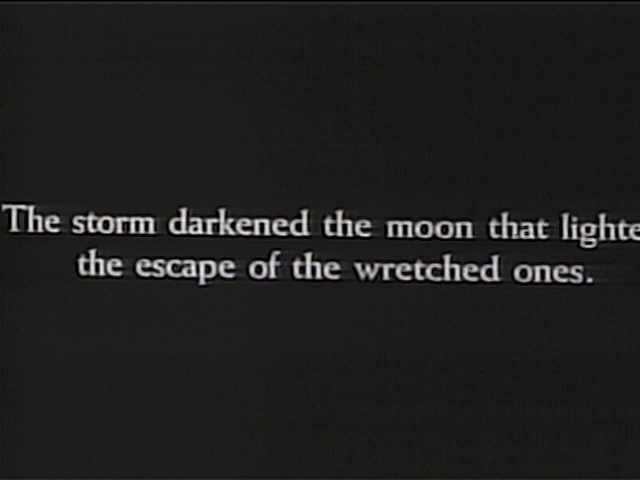 The storm darkened the moon that lighte
the escape of the wretched ones.